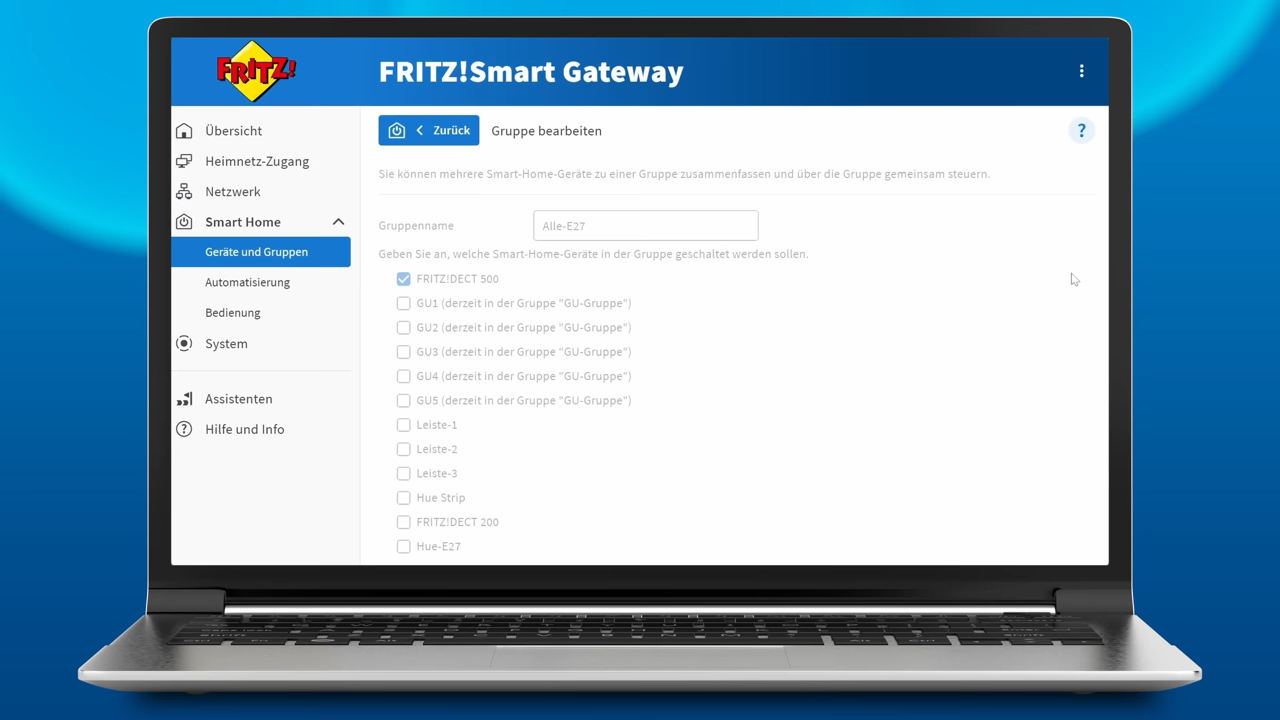 FRITZ!
FRITZ!Smart Gateway
Übersicht
Heimnetz-Zugang
Netzwerk
Smart Home
Geräte und Gruppen
Automatisierung
Bedienung
System
Assistenten
Hilfe und Info
Zurück
Gruppe bearbeiten
?
Sie können mehrere Smart-Home-Geräte zu einer Gruppe zusammenfassen und über die Gruppe gemeinsam steuern.
Gruppenname
Alle-E27
Geben Sie an, welche Smart-Home-Geräte in der Gruppe geschaltet werden sollen.
FRITZ!DECT 500
GU1 (derzeit in der Gruppe "GU-Gruppe")
GU2 (derzeit in der Gruppe "GU-Gruppe")
GU3 (derzeit in der Gruppe "GU-Gruppe")
GU4 (derzeit in der Gruppe "GU-Gruppe")
GU5 (derzeit in der Gruppe "GU-Gruppe")
Leiste-1
Leiste-2
Leiste-3
Hue Strip
FRITZ!DECT 200
Hue-E27